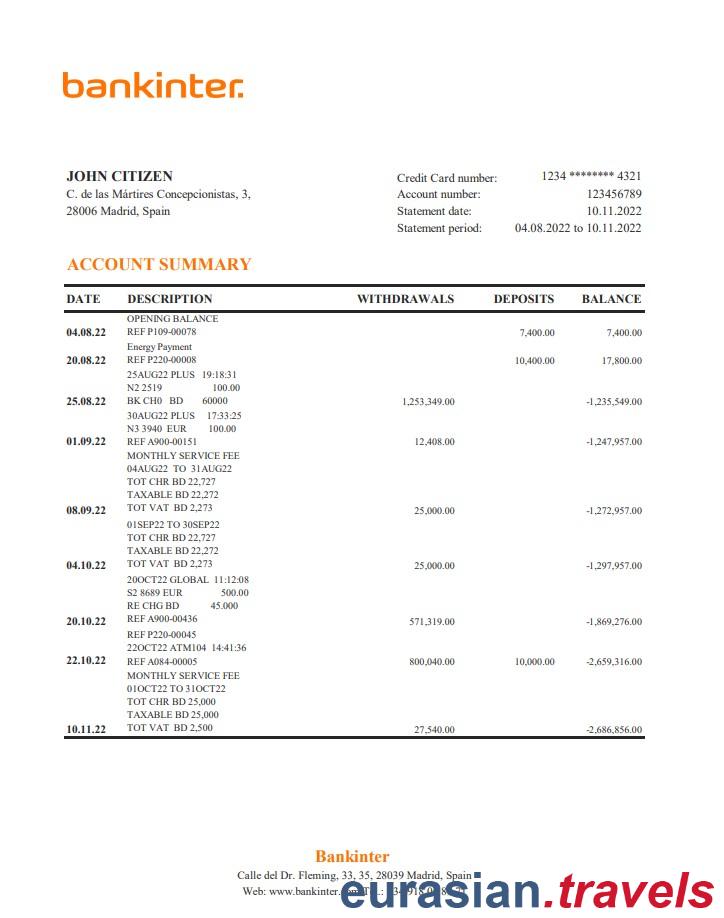 bankinter.
JOHN CITIZEN
C. de las Mártires Concepcionistas, 3,
28006 Madrid, Spain
Credit Card number: 1234 ******** 4321
Account number: 123456789
Statement date: 10.11.2022
Statement period: 04.08.2022 to 10.11.2022
ACCOUNT SUMMARY
DATE DESCRIPTION WITHDRAWALS DEPOSITS BALANCE
OPENING BALANCE
04.08.22 REF P109-00078 7,400.00 7,400.00
Energy Payment
20.08.22 REF P220-00008 10,400.00 17,800.00
25AUG22 PLUS 19:18:31
N2 2519 100.00
25.08.22 BK CH0 BD 60000 1,253,349.00 -1,235,549.00
30AUG22 PLUS 17:33:25
N3 3940 EUR 100.00
01.09.22 REF A900-00151 12,408.00 -1,247,957.00
MONTHLY SERVICE FEE
04AUG22 TO 31AUG22
TOT CHR BD 22,727
TAXABLE BD 22,272
08.09.22 TOT VAT BD 2,273 25,000.00 -1,272,957.00
01SEP22 TO 30SEP22
TOT CHR BD 22,727
TAXABLE BD 22,272
04.10.22 TOT VAT BD 2,273 25,000.00 -1,297,957.00
20OCT22 GLOBAL 11:12:08
S2 8689 EUR 500.00
RE CHG BD 45.000
20.10.22 REF A900-00436 571,319.00 -1,869,276.00
REF P220-00045
22OCT22 ATM104 14:41:36
22.10.22 REF A084-00005 800,040.00 10,000.00 -2,659,316.00
MONTHLY SERVICE FEE
01OCT22 TO 31OCT22
TOT CHR BD 25,000
TAXABLE BD 25,000
10.11.22 TOT VAT BD 2,500 27,540.00 -2,686,856.00
Bankinter
Calle del Dr. Fleming, 33, 35, 28039 Madrid, Spain
Web: www.bankinter.
eurasian.travels